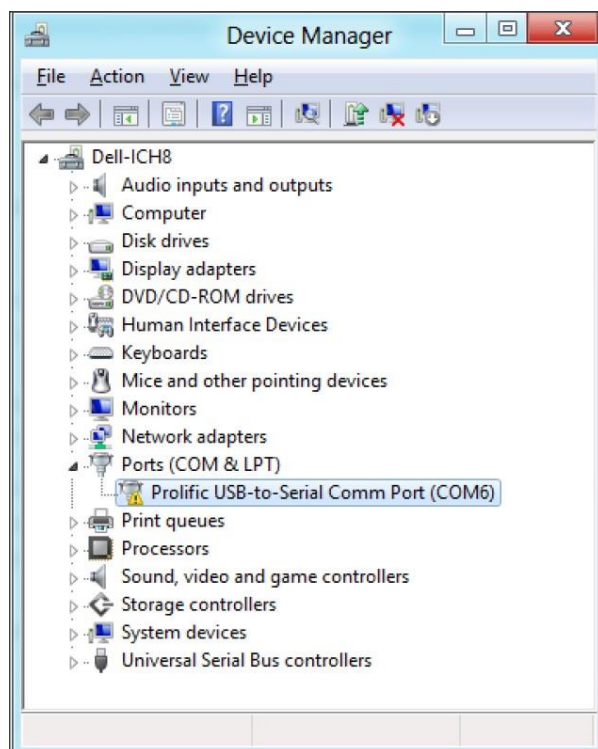 Device Manager
File Action View Help
Dell-ICH8
Audio inputs and outputs
Computer
Disk drives
Display adapters
DVD/CD-ROM drives
Human Interface Devices
Keyboards
Mice and other pointing devices
Monitors
Network adapters
Ports (COM & LPT)
Prolific USB-to-Serial Comm Port (COM6)
Print queues
Processors
Sound, video and game controllers
Storage controllers
System devices
Universal Serial Bus controllers